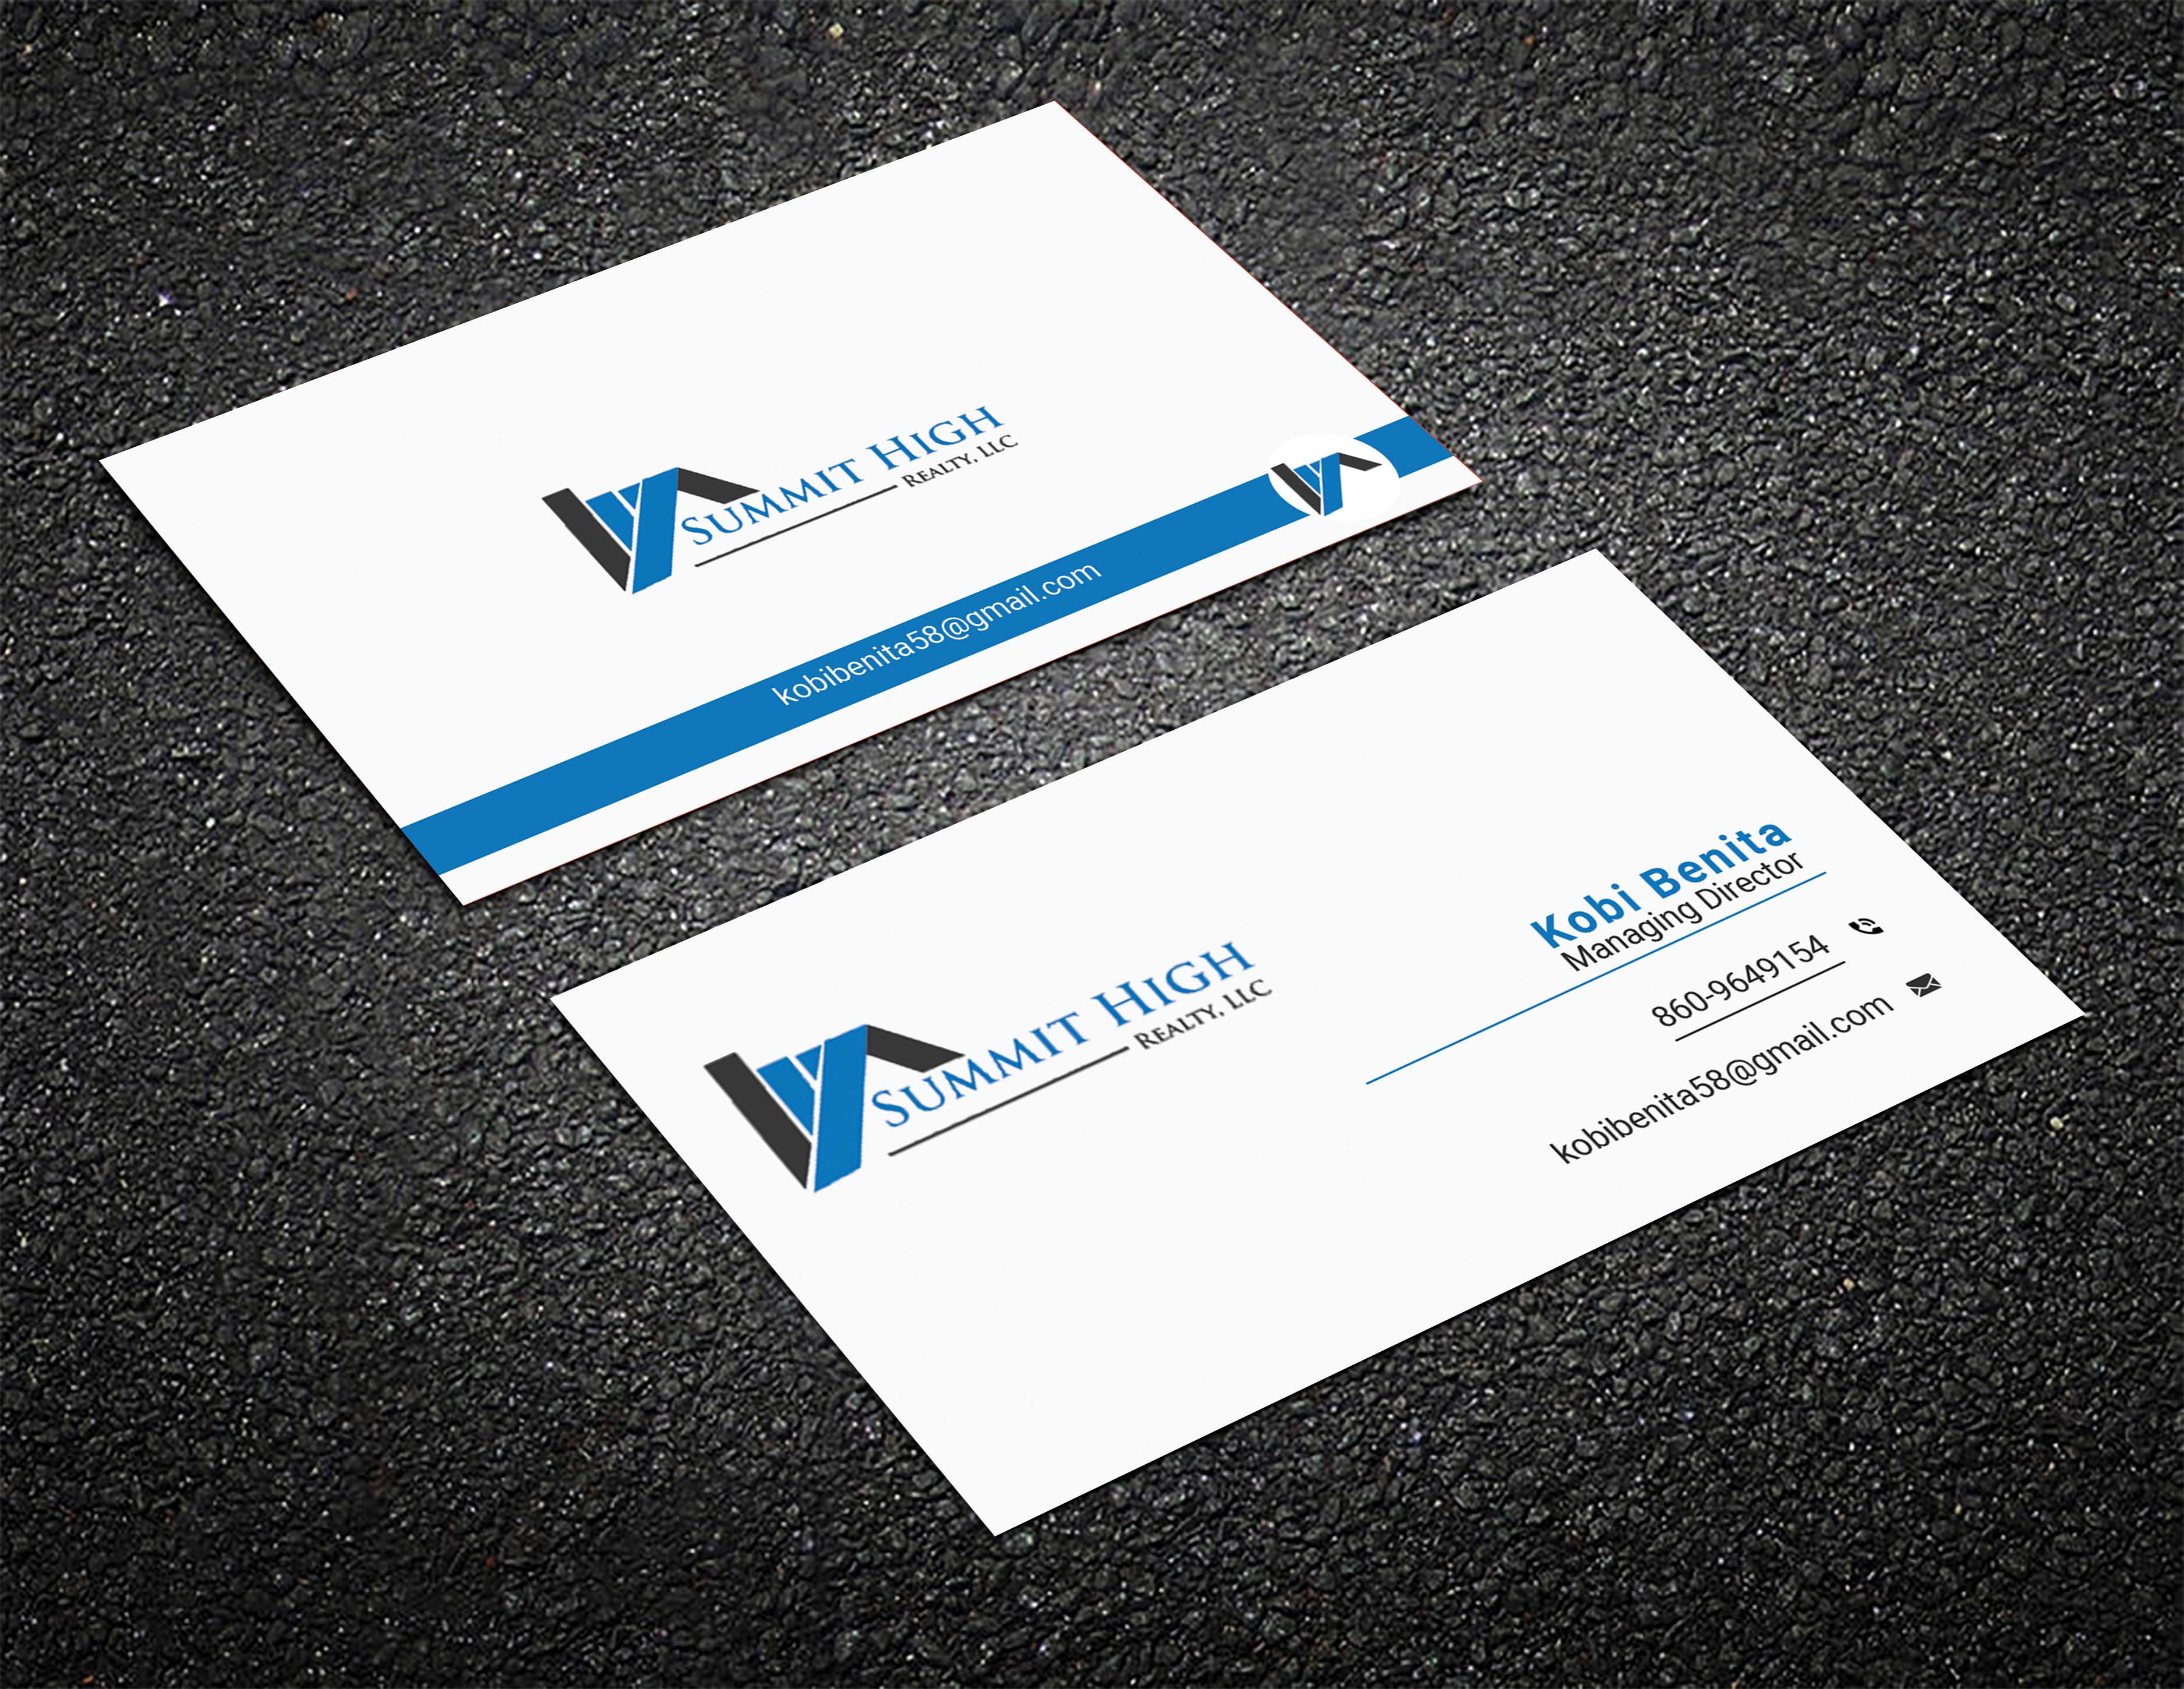 SUMMIT HIGH
REALTY, LLC
kobibenita58@gmail.com
SUMMIT HIGH
REALTY, LLC
Kobi Benita
Managing Director
860-9649154
kobibenita58@gmail.com